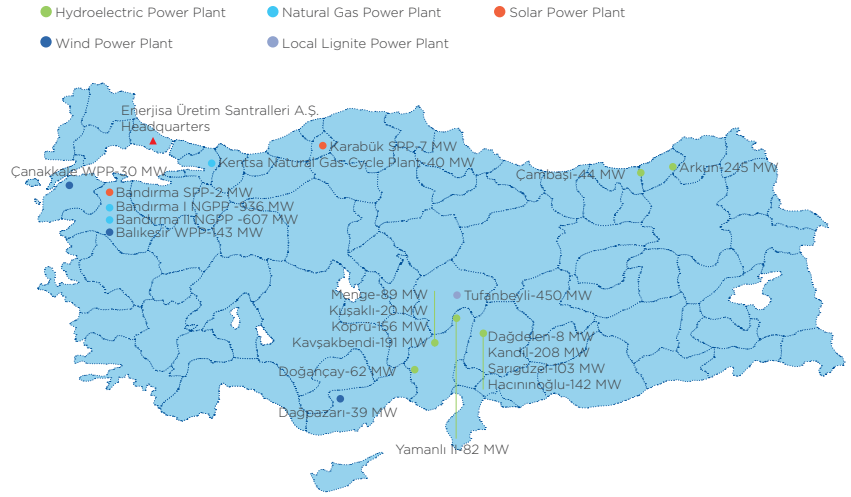 Hydroelectric Power Plant
Natural Gas Power Plant
Solar Power Plant
Wind Power Plant
Local Lignite Power Plant
Enerjisa Üretim Santralleri A.Ş.
Headquarters
Karabük SPP-7 MW
Kentsa Natural Gas Cycle Plant-40 MW
Çanakkale WPP-30 MW
Çambaşı-44 MW
Arkun-245 MW
Bandırma SPP-2 MW
Bandırma I NGPP -936 MW
Bandırma II NGPP -607 MW
Balıkesir WPP-143 MW
Menge-89 MW
Kuşaklı-20 MW
Köprü-156 MW
Kavşakbendi-191 MW
Tufanbeyli-450 MW
Dağdelen-8 MW
Kandil-208 MW
Sarıgüzel-103 MW
Hacınınoğlu-142 MW
Doğançay-62 MW
Dağpazarı-39 MW
Yamanlı II-82 MW